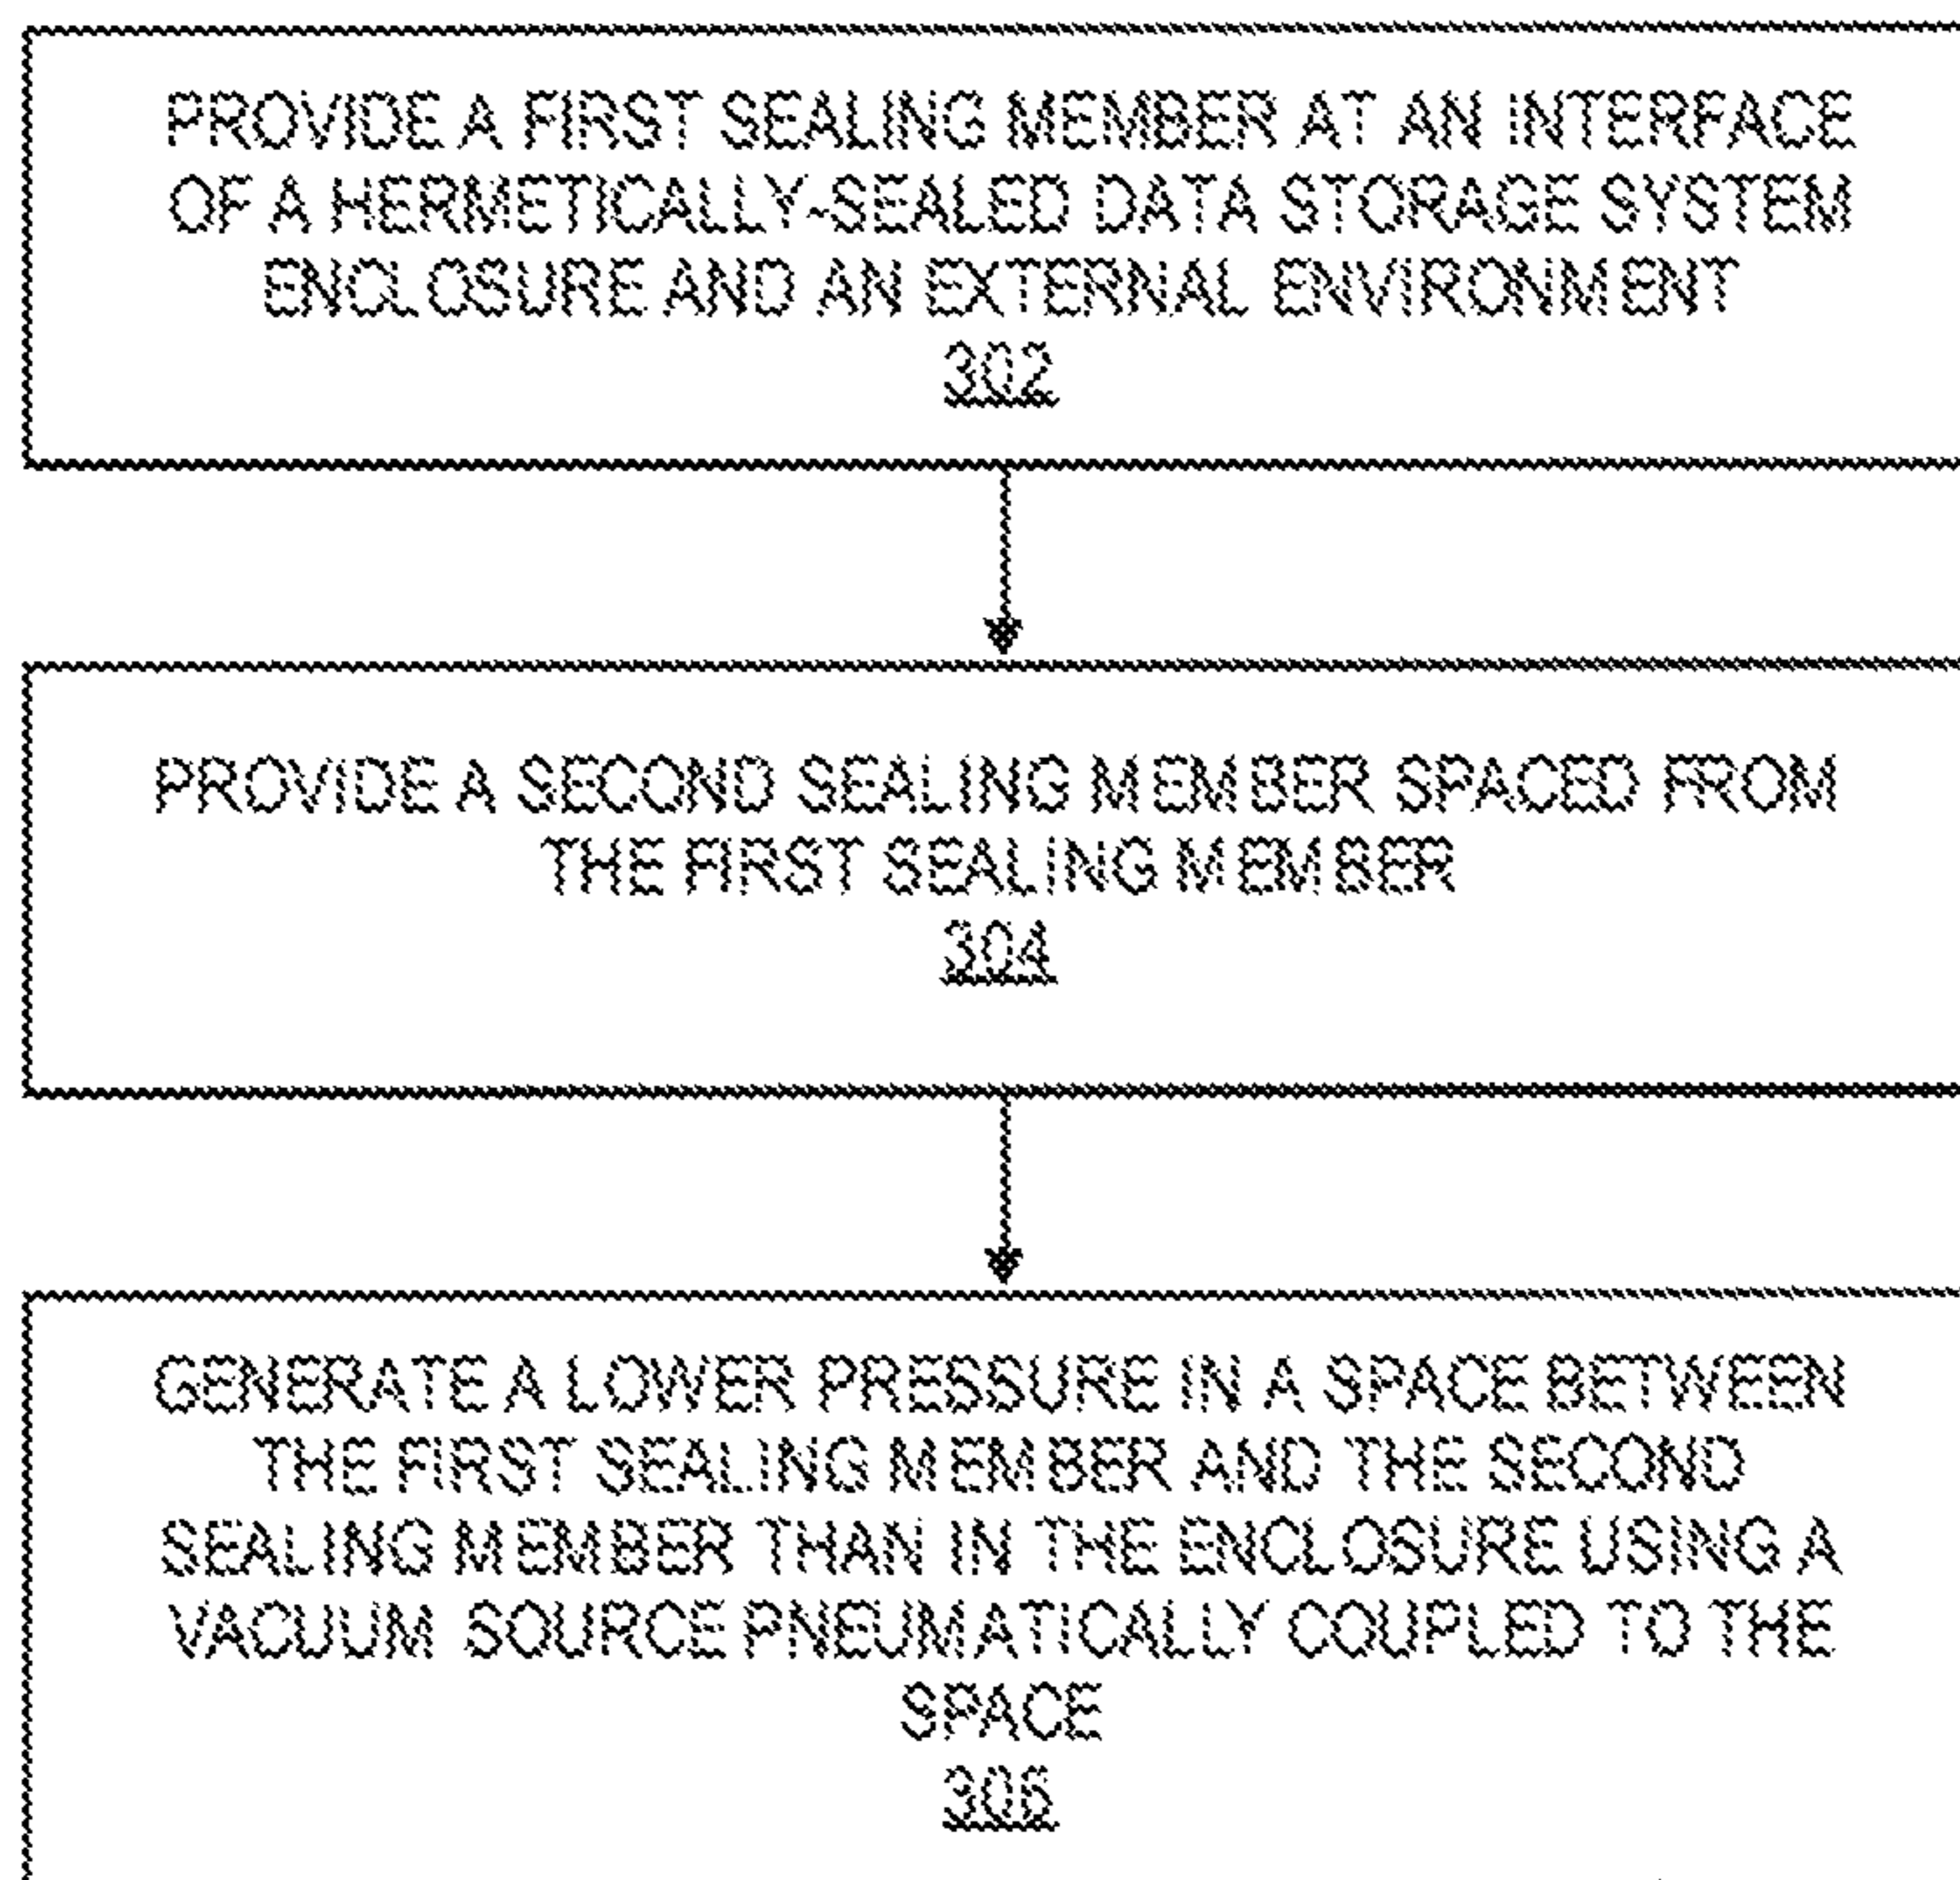 PROVIDE A FIRST SEALING MEMBER AT AN INTERFACE
OF A HERMETICALLY-SEALED DATA STORAGE SYSTEM
ENCLOSURE AND AN EXTERNAL ENVIRONMENT
302
PROVIDE A SECOND SEALING MEMBER SPACED FROM
THE FIRST SEALING MEMBER
304
GENERATE A LOWER PRESSURE IN A SPACE BETWEEN
THE FIRST SEALING MEMBER AND THE SECOND
SEALING MEMBER THAN IN THE ENCLOSURE USING A
VACUUM SOURCE PNEUMATICALLY COUPLED TO THE
SPACE
306